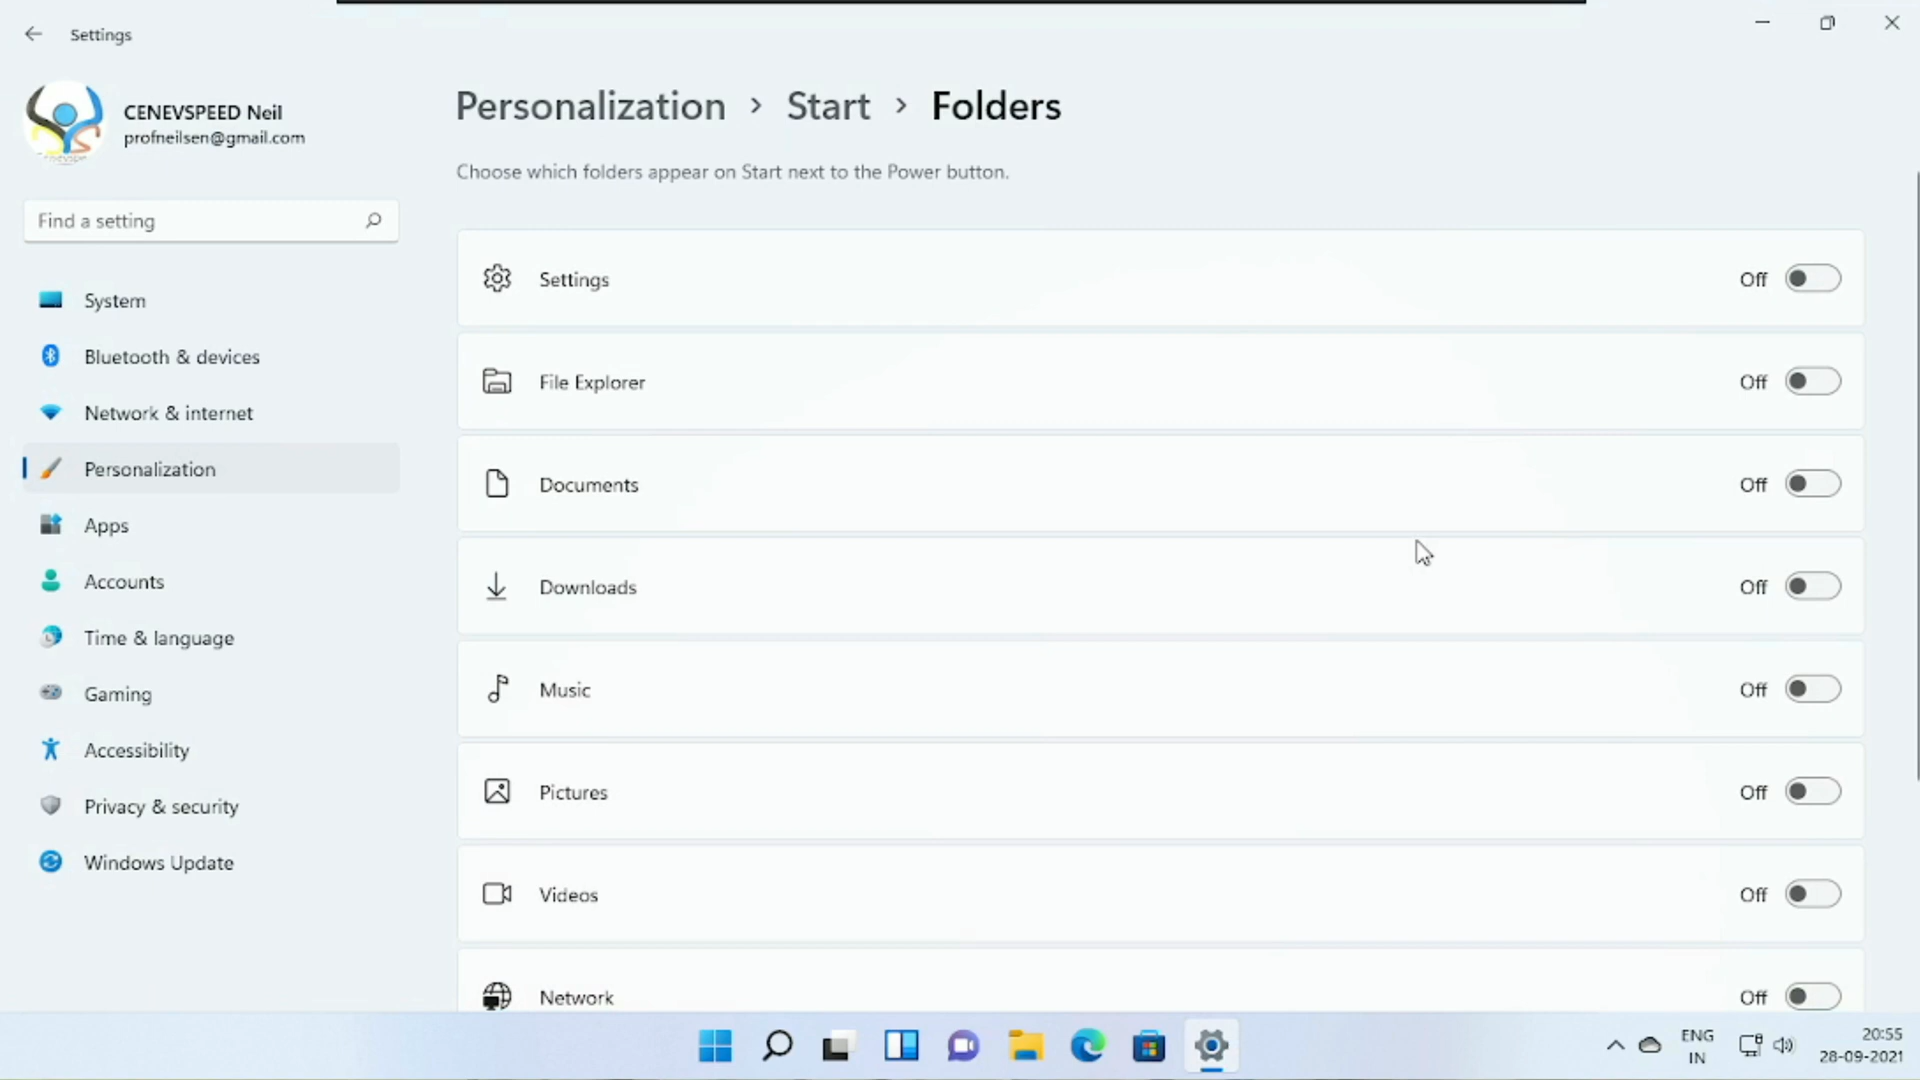 Settings
CENEVSPEED Neil
profneilsen@gmail.com
Find a setting
System
Bluetooth & devices
Network & internet
Personalization
Apps
Accounts
Time & language
Gaming
Accessibility
Privacy & security
Windows Update
Personalization > Start > Folders
Choose which folders appear on Start next to the Power button.
Settings Off
File Explorer Off
Documents Off
Downloads Off
Music Off
Pictures Off
Videos Off
Network Off
ENG
IN
20:55
28-09-2021